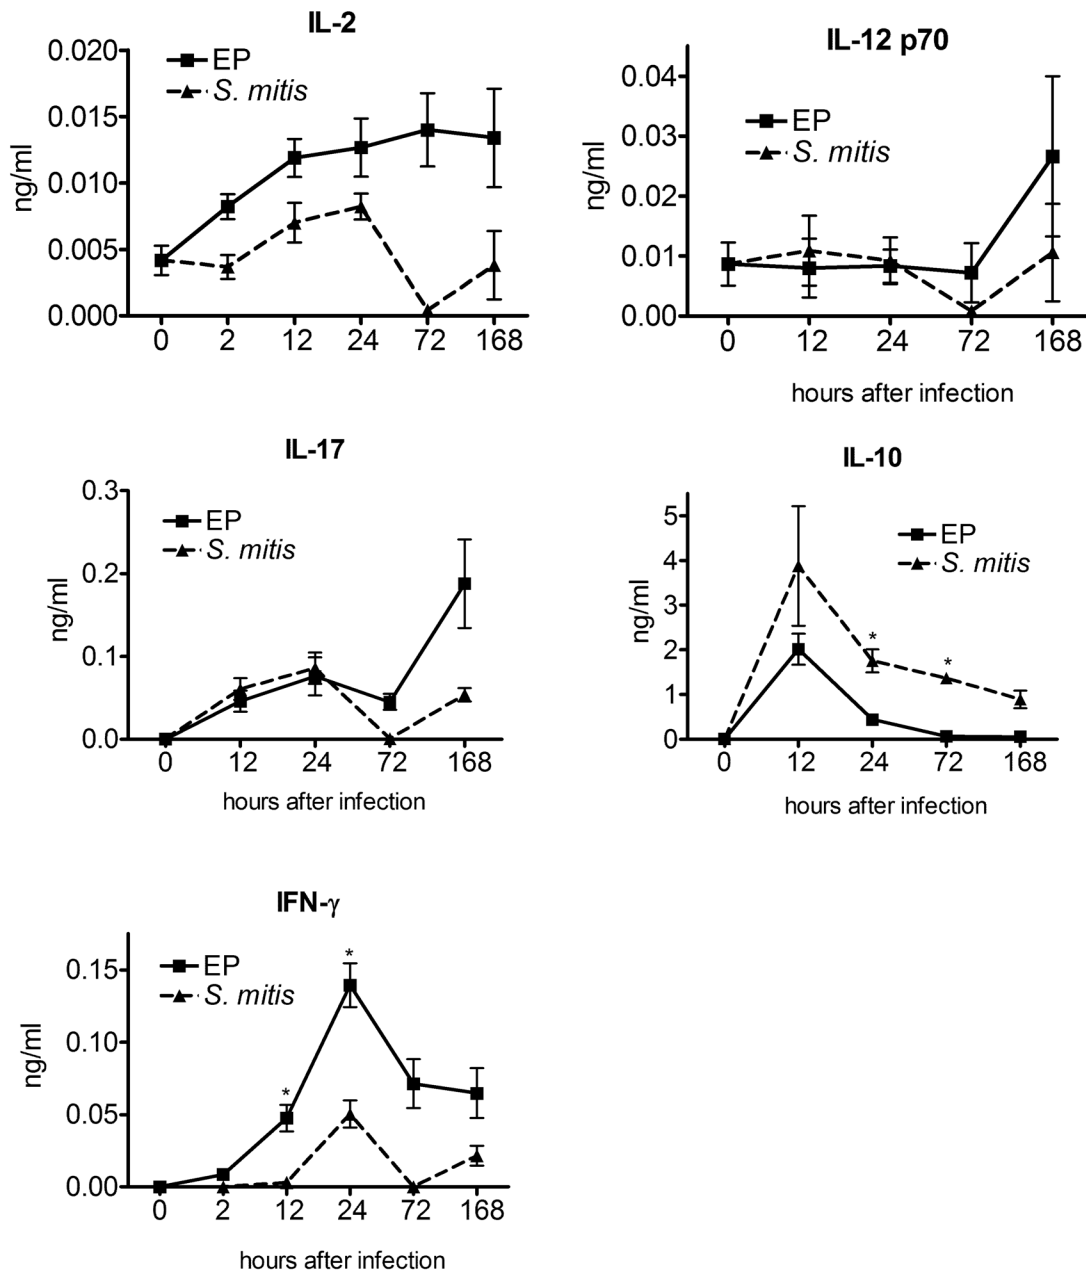 IL-2
0.020
EP
S. mitis
0.015
ng/ml
0.010
0.005
0.000
0 2 12 24 72 168
IL-12 p70
0.04
EP
0.03
S. mitis
ng/ml
0.02
0.01
0.00
0 12 24 72 168
hours after infection
IL-17
0.3
EP
S. mitis
0.2
ng/ml
0.1
0.0
0 12 24 72 168
hours after infection
IL-10
5
EP
4
S. mitis
3
ng/ml
2
* *
1
0
0 12 24 72 168
hours after infection
IFN-γ
*
EP
0.15
S. mitis
0.10
ng/ml
*
0.05
0.00
0 2 12 24 72 168
hours after infection